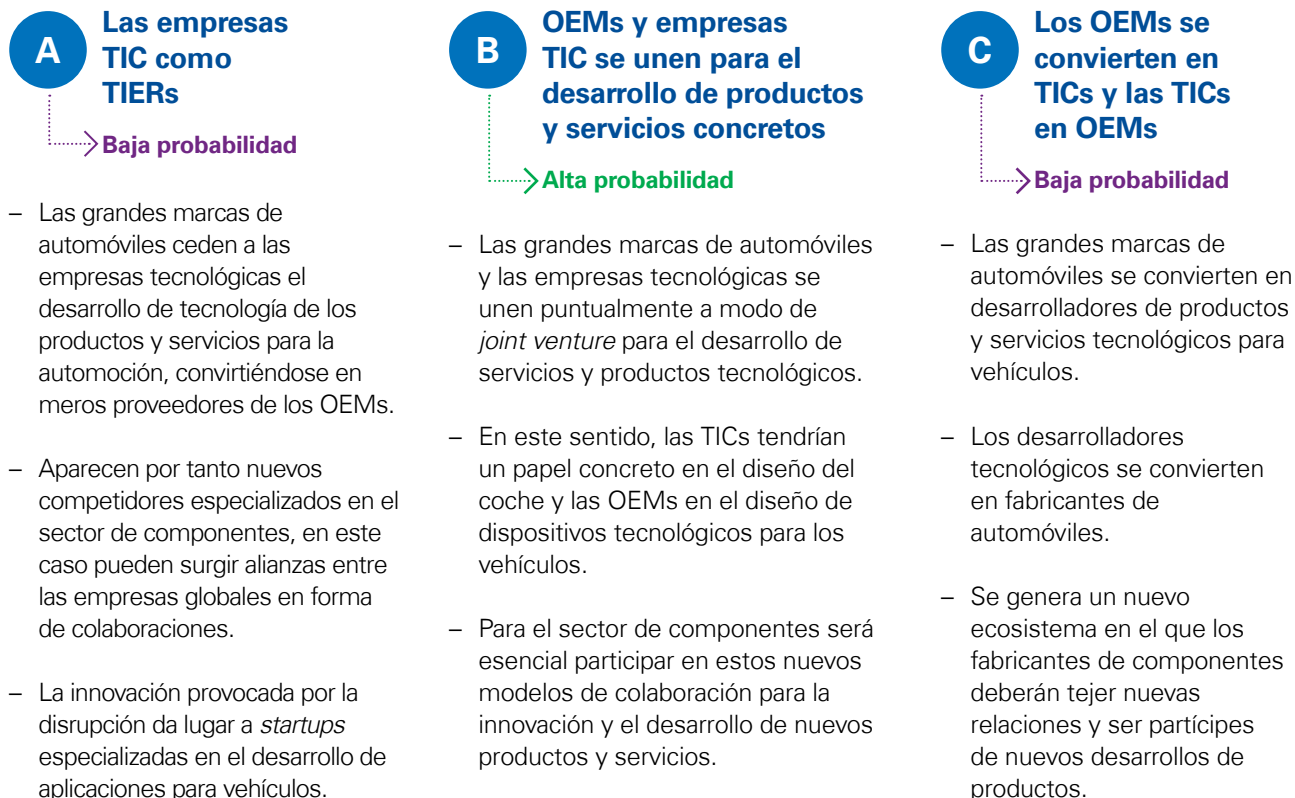 A
Las empresas
TIC como
TIERs
Baja probabilidad
– Las grandes marcas de
automóviles ceden a las
empresas tecnológicas el
desarrollo de tecnología de los
productos y servicios para la
automoción, convirtiéndose en
meros proveedores de los OEMs.
– Aparecen por tanto nuevos
competidores especializados en el
sector de componentes, en este
caso pueden surgir alianzas entre
las empresas globales en forma
de colaboraciones.
– La innovación provocada por la
disrupción da lugar a startups
especializadas en el desarrollo de
aplicaciones para vehículos.
B
OEMs y empresas
TIC se unen para el
desarrollo de productos
y servicios concretos
Alta probabilidad
– Las grandes marcas de automóviles
y las empresas tecnológicas se
unen puntualmente a modo de
joint venture para el desarrollo de
servicios y productos tecnológicos.
– En este sentido, las TICs tendrían
un papel concreto en el diseño del
coche y las OEMs en el diseño de
dispositivos tecnológicos para los
vehículos.
– Para el sector de componentes será
esencial participar en estos nuevos
modelos de colaboración para la
innovación y el desarrollo de nuevos
productos y servicios.
C
Los OEMs se
convierten en
TICs y las TICs
en OEMs
Baja probabilidad
– Las grandes marcas de
automóviles se convierten en
desarrolladores de productos
y servicios tecnológicos para
vehículos.
– Los desarrolladores
tecnológicos se convierten
en fabricantes de
automóviles.
– Se genera un nuevo
ecosistema en el que los
fabricantes de componentes
deberán tejer nuevas
relaciones y ser partícipes
de nuevos desarrollos de
productos.